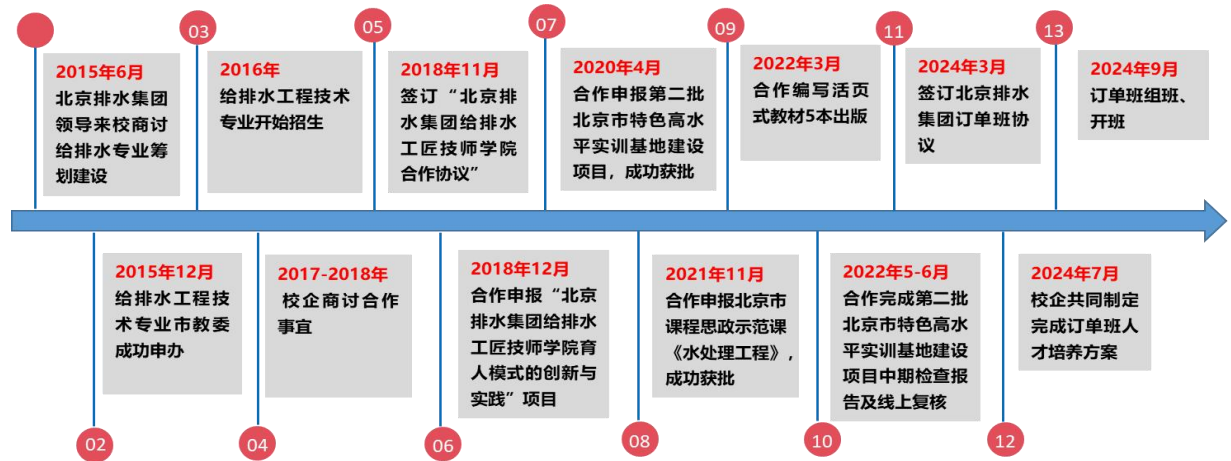 03
05
07
09
11
13
2015年6月
北京排水集团
领导来校商讨
给排水专业筹
划建设
2016年
给排水工程技术
专业开始招生
2018年11月
签订“北京排
水集团给排水
工匠技师学院
合作协议”
2020年4月
合作申报第二批
北京市特色高水
平实训基地建设
项目，成功获批
2022年3月
合作编写活页
式教材5本出版
2024年3月
签订北京排水
集团订单班协
议
2024年9月
订单班组班、
开班
2015年12月
给排水工程技
术专业市教委
成功申办
2017-2018年
校企商讨合作
事宜
2018年12月
合作申报“北京
排水集团给排水
工匠技师学院育
人模式的创新与
实践”项目
2021年11月
合作申报北京市
课程思政示范课
《水处理工程》，
成功获批
2022年5-6月
合作完成第二批
北京市特色高水
平实训基地建设
项目中期检查报
告及线上复核
2024年7月
校企共同制定
完成订单班人
才培养方案
02
04
06
08
10
12